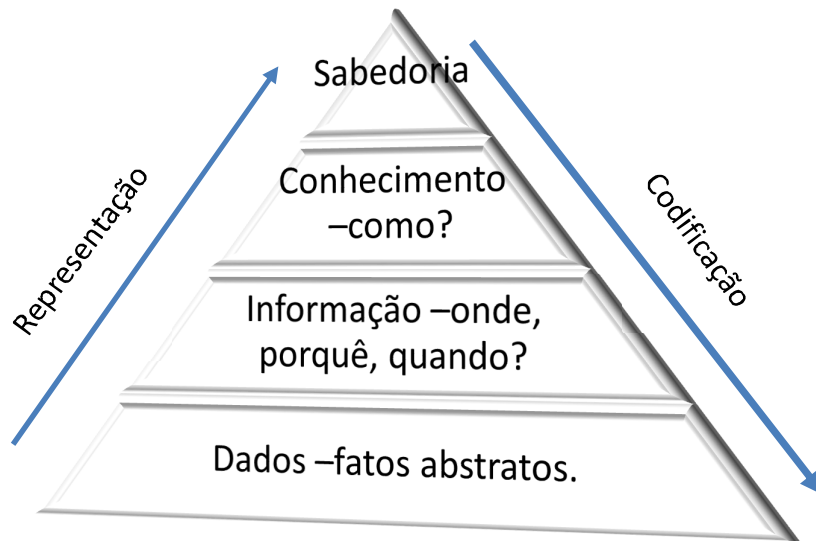 Sabedoria
Representação
Codificação
Conhecimento
–como?
Informação –onde,
porquê, quando?
Dados –fatos abstratos.